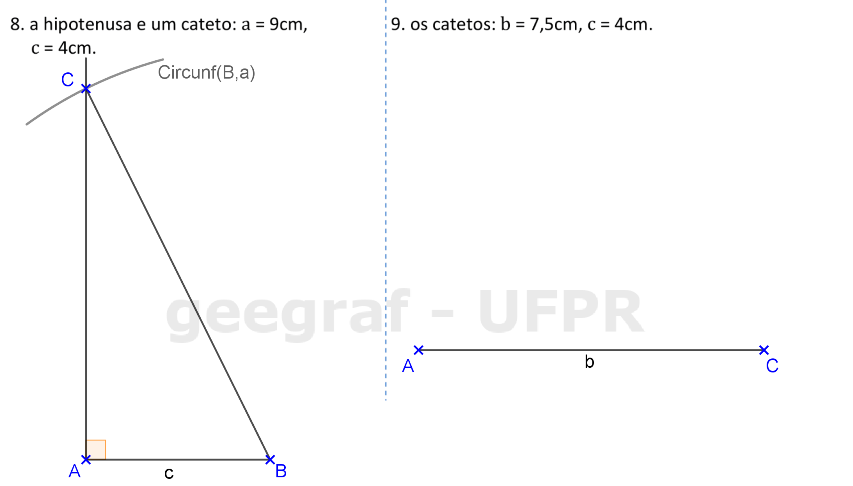 8. a hipotenusa e um cateto: a = 9cm,
c = 4cm.
C
Circunf(B,a)
A
c
B
9. os catetos: b = 7,5cm, c = 4cm.
geegraf - UFPR
A
b
C